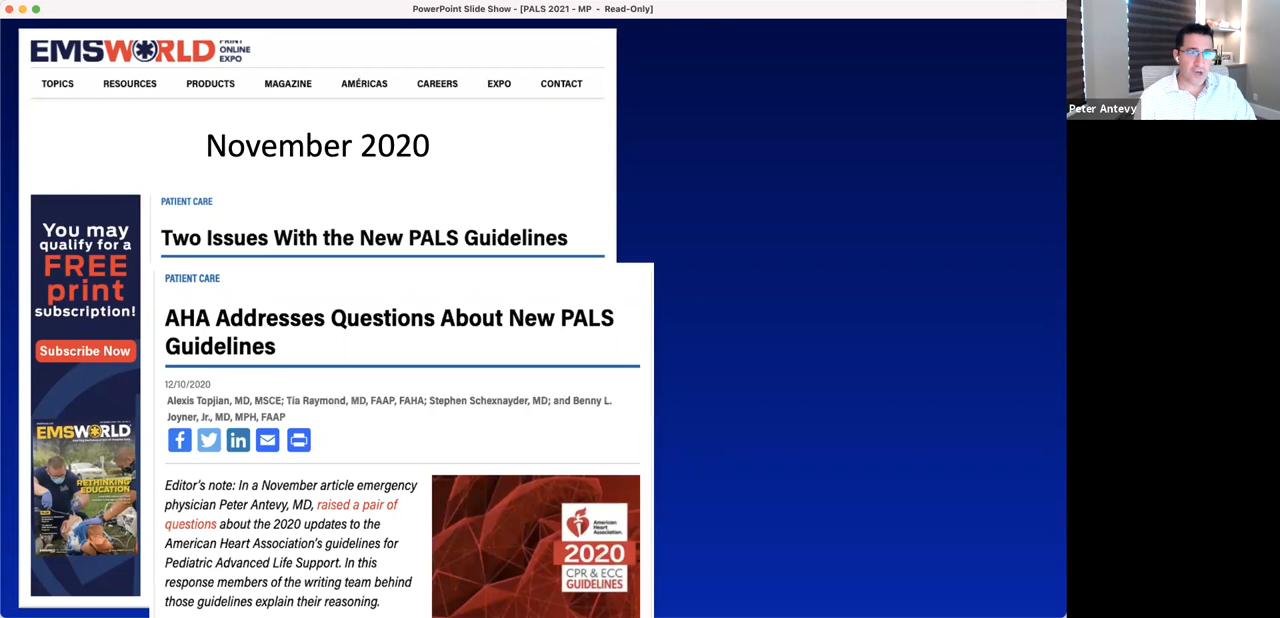 PowerPoint Slide Show - [PALS 2021 - MP - Read-Only]
EMSWORLD
PRINT
ONLINE
EXPO
TOPICS RESOURCES PRODUCTS MAGAZINE AMÉRICAS CAREERS EXPO CONTACT
November 2020
PATIENT CARE
Two Issues With the New PALS Guidelines
You may
qualify for a
FREE
print
subscription!
Subscribe Now
EMSWORLD
RETHINKING
EDUCATION
PATIENT CARE
AHA Addresses Questions About New PALS
Guidelines
12/10/2020
Alexis Topjian, MD, MSCE; Tia Raymond, MD, FAAP, FAHA; Stephen Schexnayder, MD; and Benny L.
Joyner, Jr., MD, MPH, FAAP
Editor's note: In a November article emergency
physician Peter Antevy, MD, raised a pair of
questions about the 2020 updates to the
American Heart Association's guidelines for
Pediatric Advanced Life Support. In this
response members of the writing team behind
those guidelines explain their reasoning.
American
Heart
Association.
2020
CPR & ECC
GUIDELINES
Peter Antevy